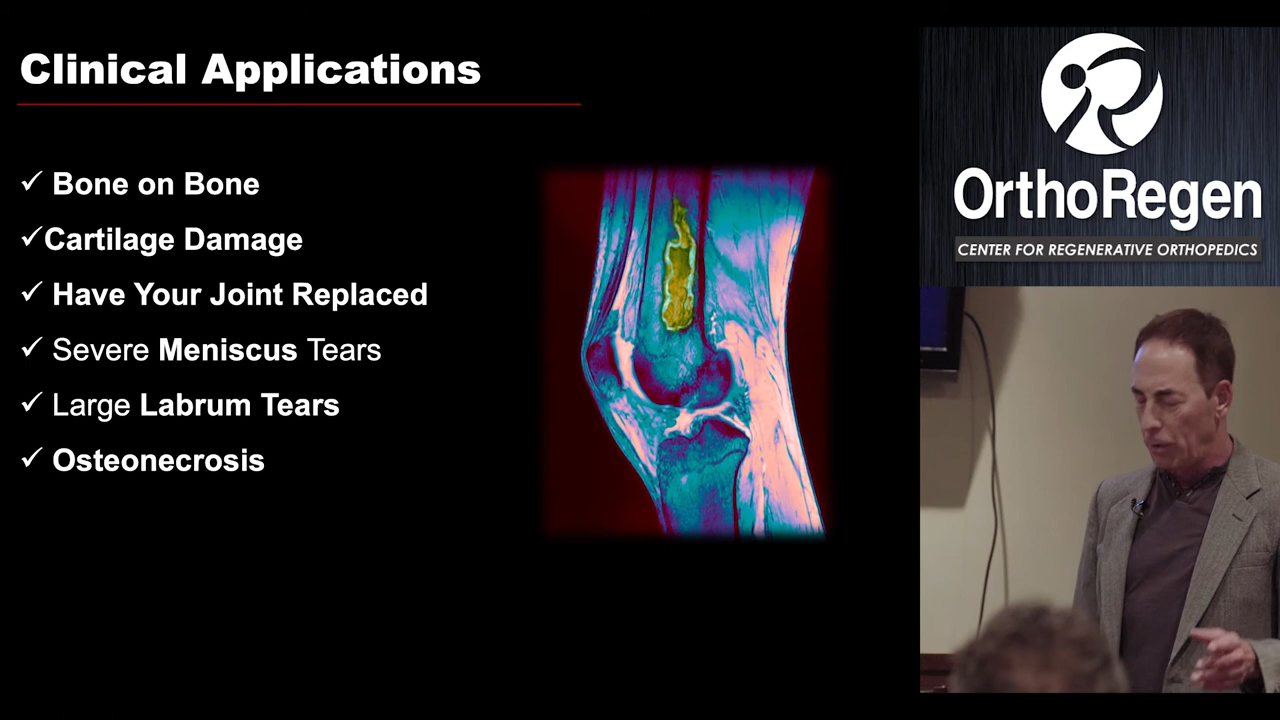 Clinical Applications
✓ Bone on Bone
✓Cartilage Damage
✓ Have Your Joint Replaced
✓ Severe Meniscus Tears
✓ Large Labrum Tears
✓ Osteonecrosis
OrthoRegen
CENTER FOR REGENERATIVE ORTHOPEDICS